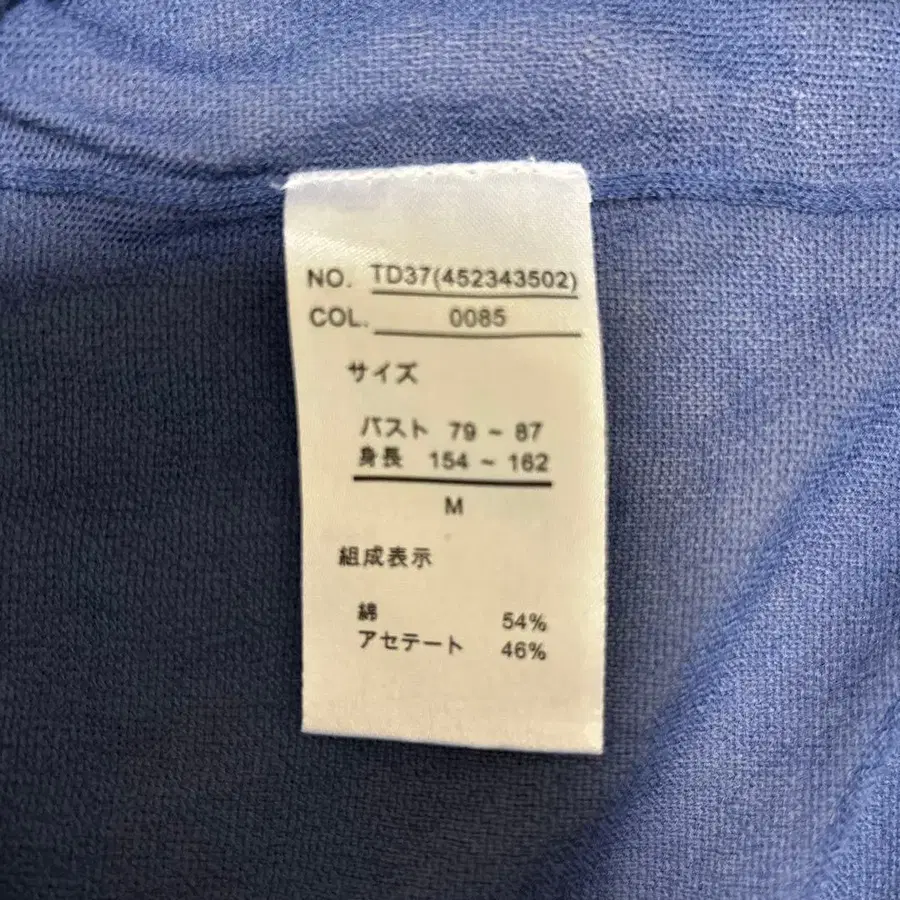 NO. TD37(452343502)
COL. 0085
サイズ
バスト 79 ~ 87
身長 154 ~ 162
M
組成表示
綿 54%
アセテート 46%